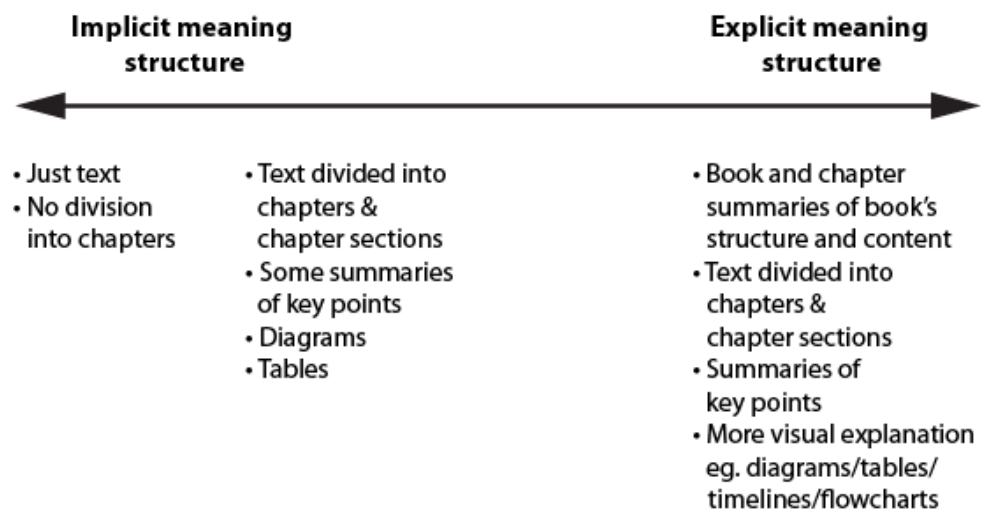 Implicit meaning
structure
Explicit meaning
structure
• Just text
• No division
into chapters
• Text divided into
chapters &
chapter sections
• Some summaries
of key points
• Diagrams
• Tables
• Book and chapter
summaries of book’s
structure and content
• Text divided into
chapters &
chapter sections
• Summaries of
key points
• More visual explanation
eg. diagrams/tables/
timelines/flowcharts